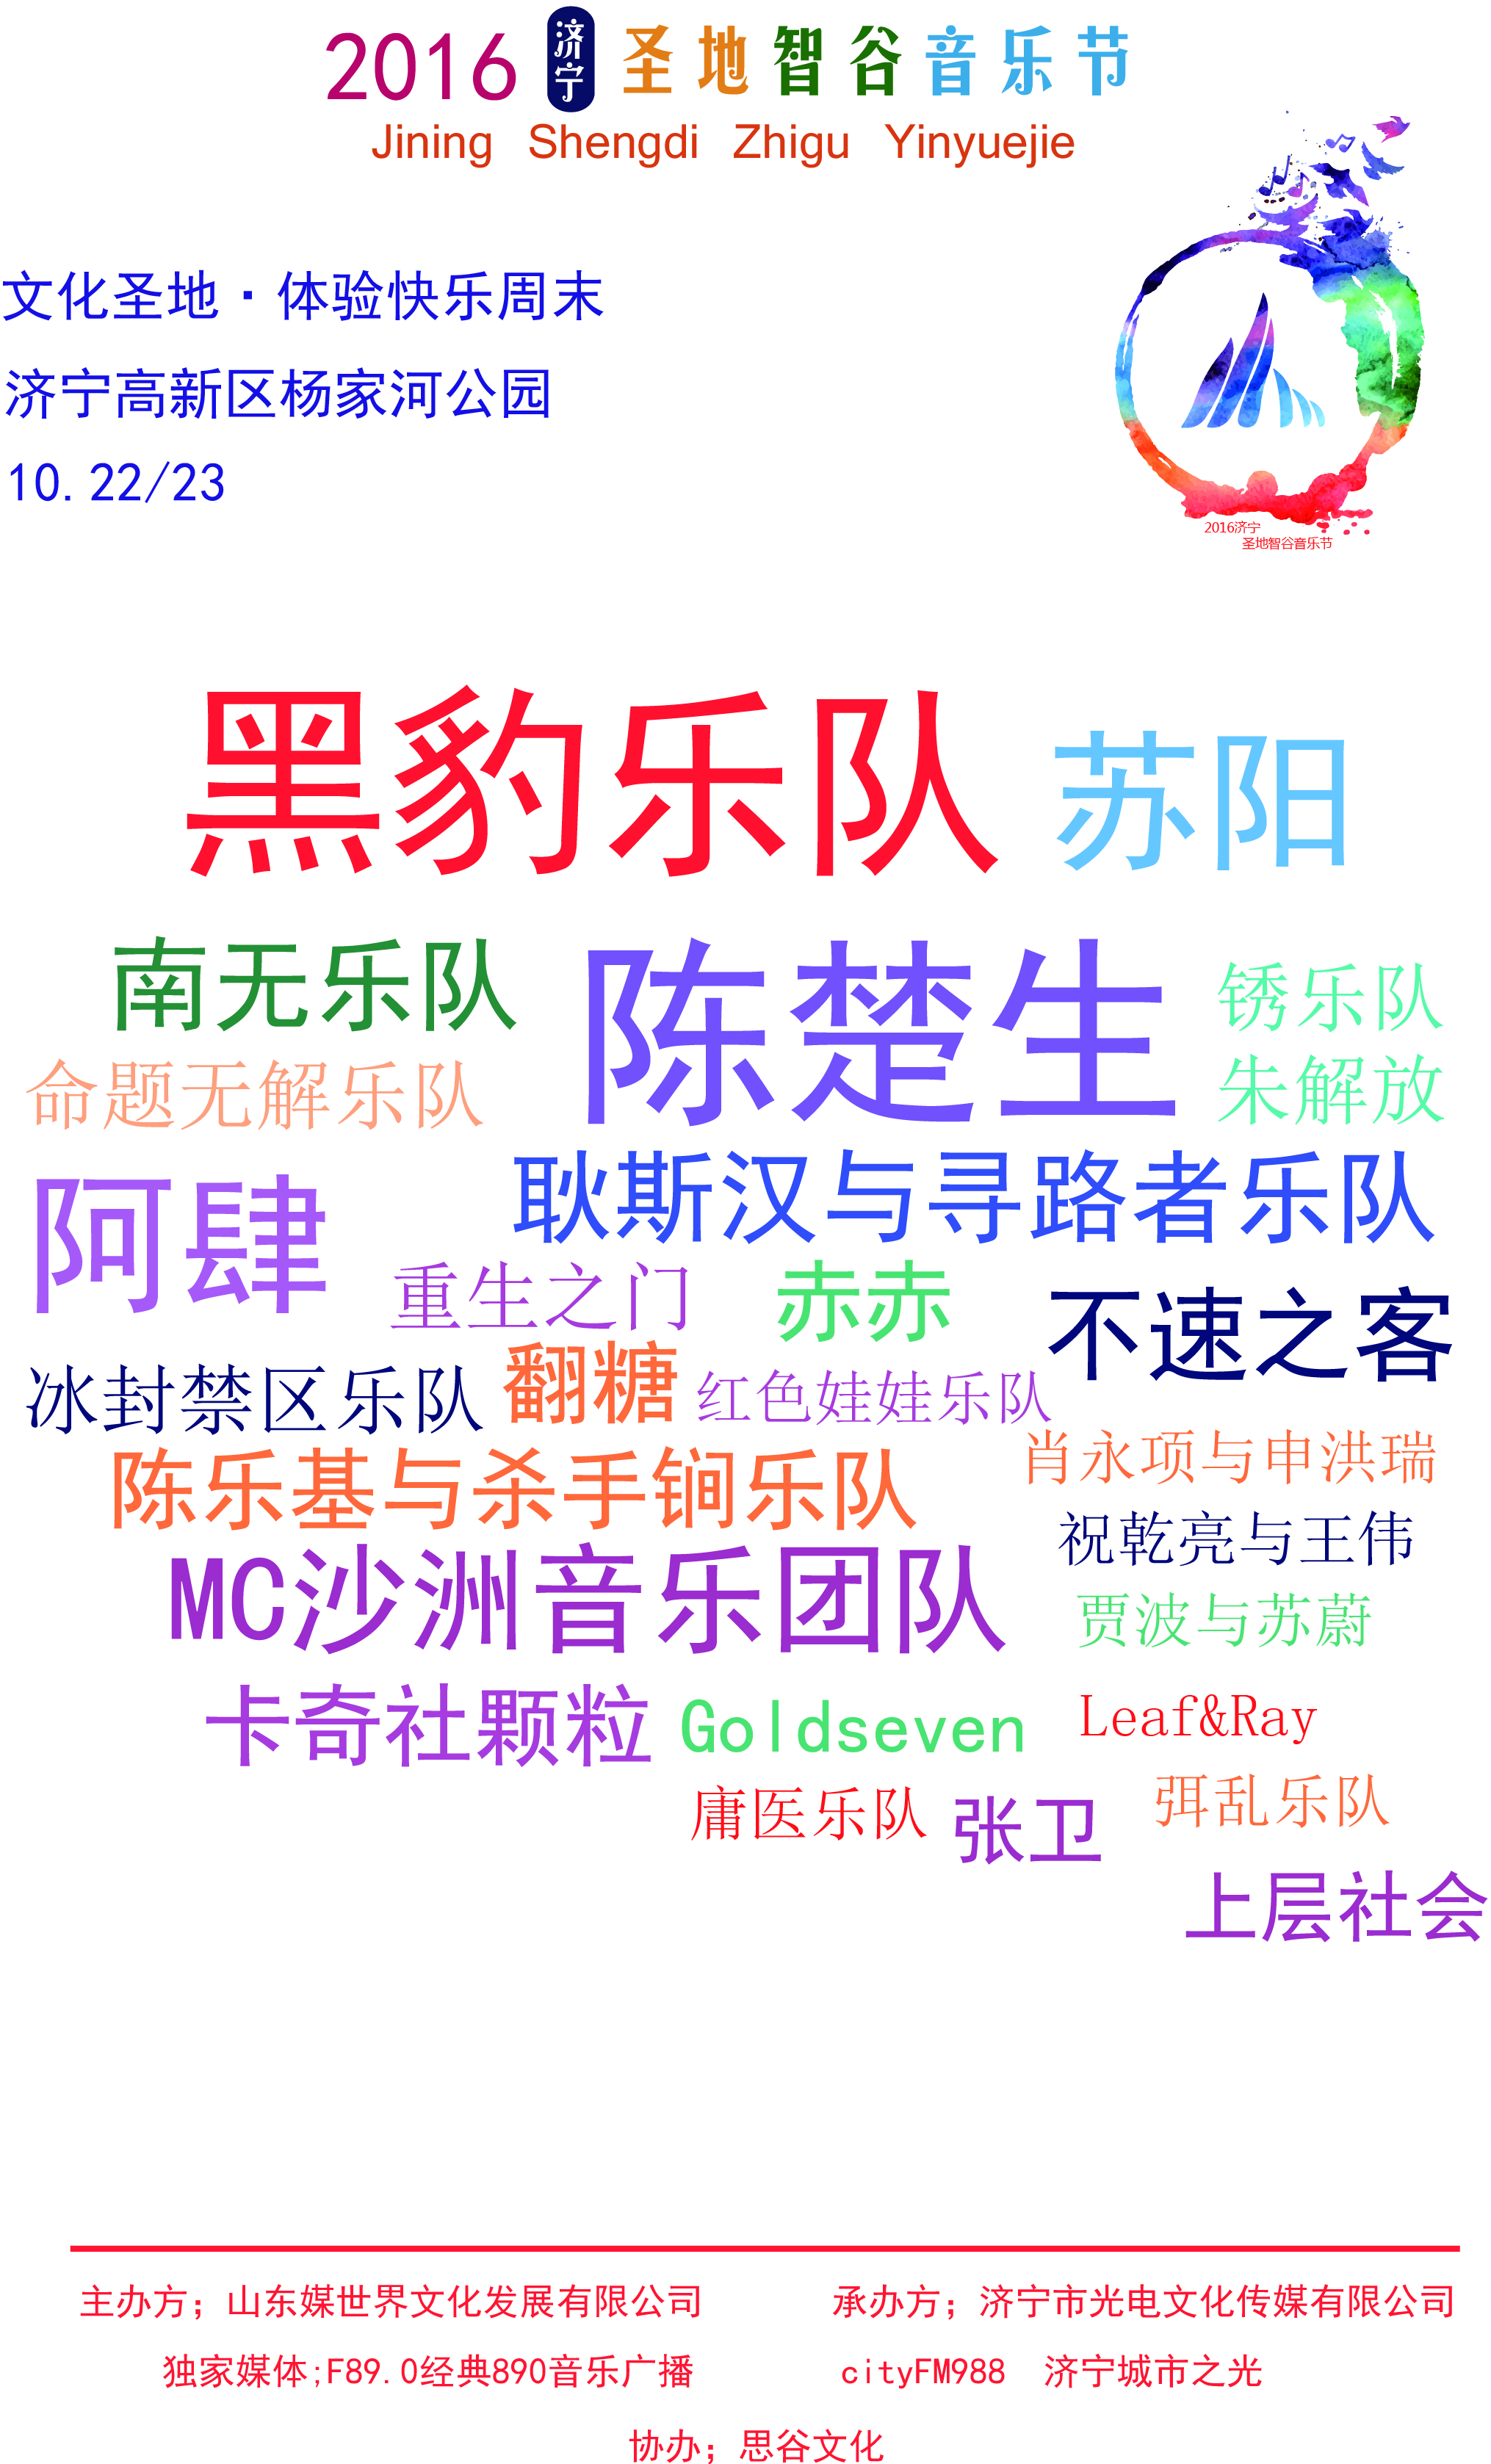 2016 济宁 圣地智谷音乐节
Jining Shengdi Zhigu Yinyuejie
文化圣地·体验快乐周末
济宁高新区杨家河公园
10.22/23
2016济宁
圣地智谷音乐节
黑豹乐队 苏阳
南无乐队 陈楚生 锈乐队
命题无解乐队 朱解放
阿肆 耿斯汉与寻路者乐队
重生之门 赤赤 不速之客
冰封禁区乐队 翻糖 红色娃娃乐队
陈乐基与杀手锏乐队 肖永项与申洪瑞
祝乾亮与王伟
MC沙洲音乐团队 贾波与苏蔚
卡奇社颗粒 Goldseven Leaf&Ray
庸医乐队 张卫 弭乱乐队
上层社会
主办方；山东媒世界文化发展有限公司 承办方；济宁市光电文化传媒有限公司
独家媒体;F89.0经典890音乐广播 cityFM988 济宁城市之光
协办；思谷文化